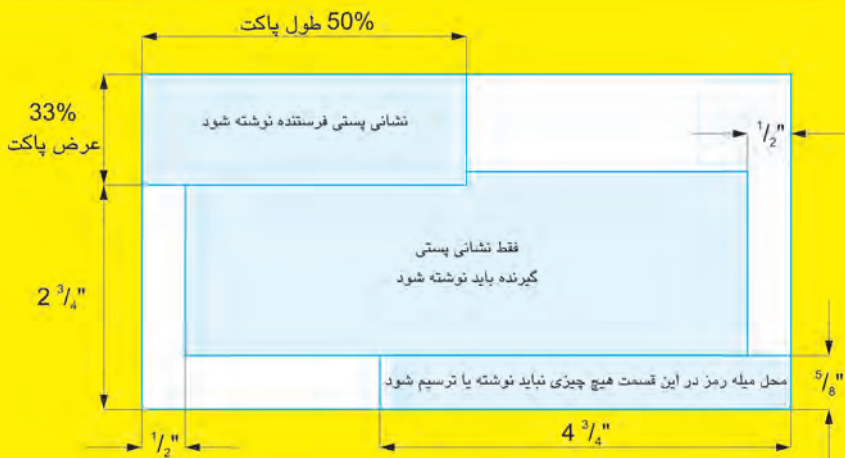 50% طول پاکت
33%
عرض پاکت
نشانی پستی فرستنده نوشته شود
1/2"
فقط نشانی پستی
گیرنده باید نوشته شود
2 3/4"
محل میله رمز در این قسمت هیچ چیزی نباید نوشته یا ترسیم شود
5/8"
1/2"
4 3/4"